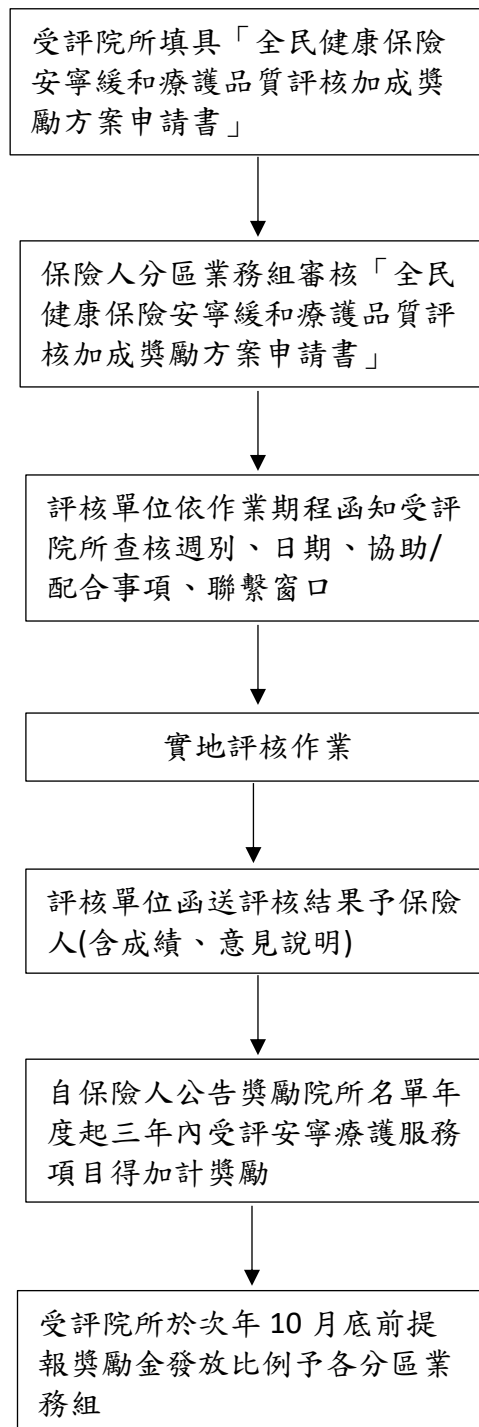 受評院所填具「全民健康保險
安寧緩和療護品質評核加成獎
勵方案申請書」
保險人分區業務組審核「全民
健康保險安寧緩和療護品質評
核加成獎勵方案申請書」
評核單位依作業期程函知受評
院所查核週別、日期、協助/
配合事項、聯繫窗口
實地評核作業
評核單位函送評核結果予保險
人(含成績、意見說明)
自保險人公告獎勵院所名單年
度起三年內受評安寧療護服務
項目得加計獎勵
受評院所於次年 10 月底前提
報獎勵金發放比例予各分區業
務組